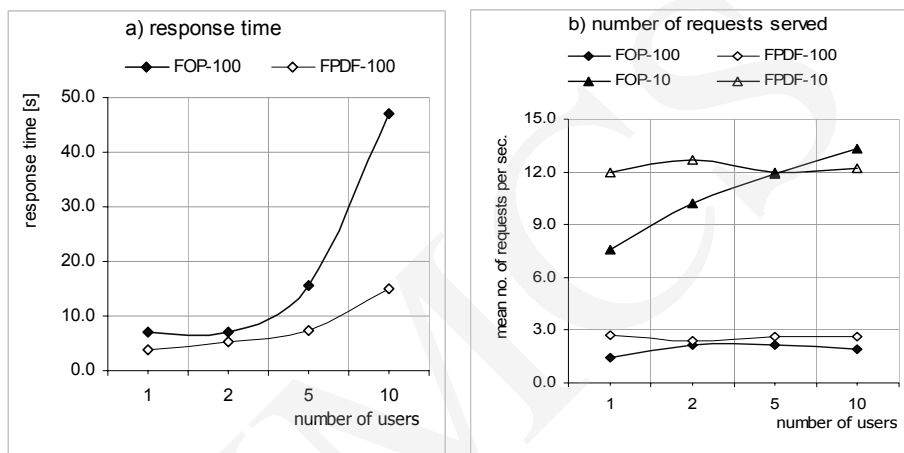 a) response time
FOP-100 FPDF-100
response time [s]
50.0
40.0
30.0
20.0
10.0
0.0
1 2 5 10
number of users
b) number of requests served
FOP-100 FPDF-100
FOP-10 FPDF-10
mean no. of requests per sec.
15.0
12.0
9.0
6.0
3.0
0.0
1 2 5 10
number of users